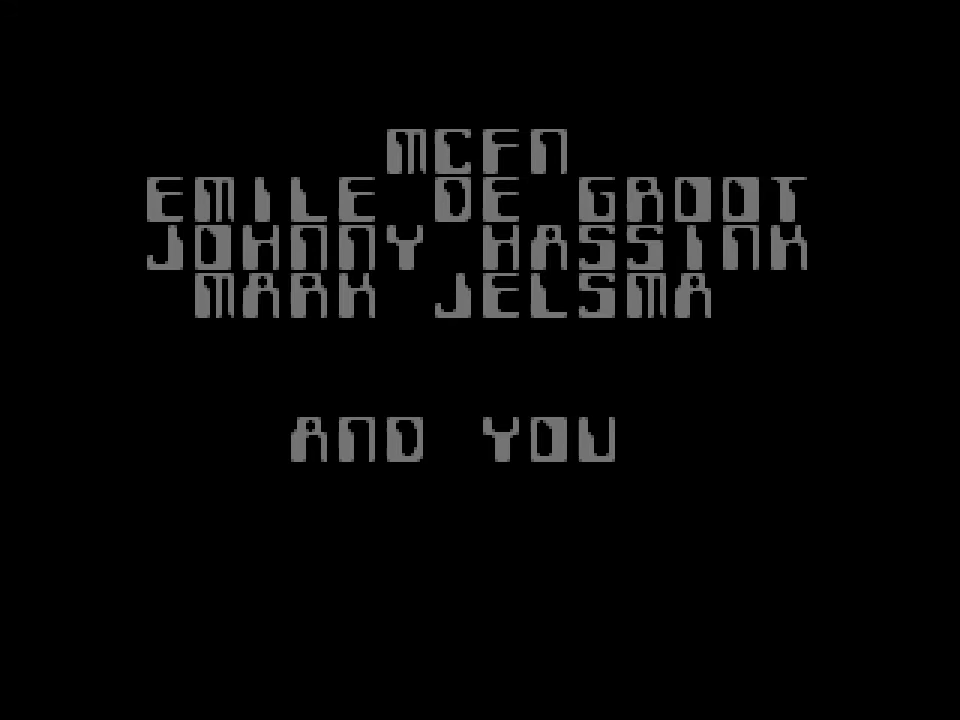 MCFN
EMILE DE GROOT
JOHNNY HASSINK
MARK JELSMA
AND YOU